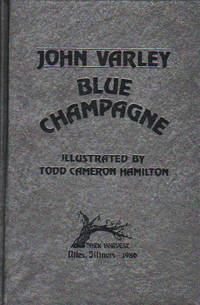 JOHN VARLEY
BLUE
CHAMPAGNE
ILLUSTRATED BY
TODD CAMERON HAMILTON
DARK HARVEST
Niles, Illinois - 1986